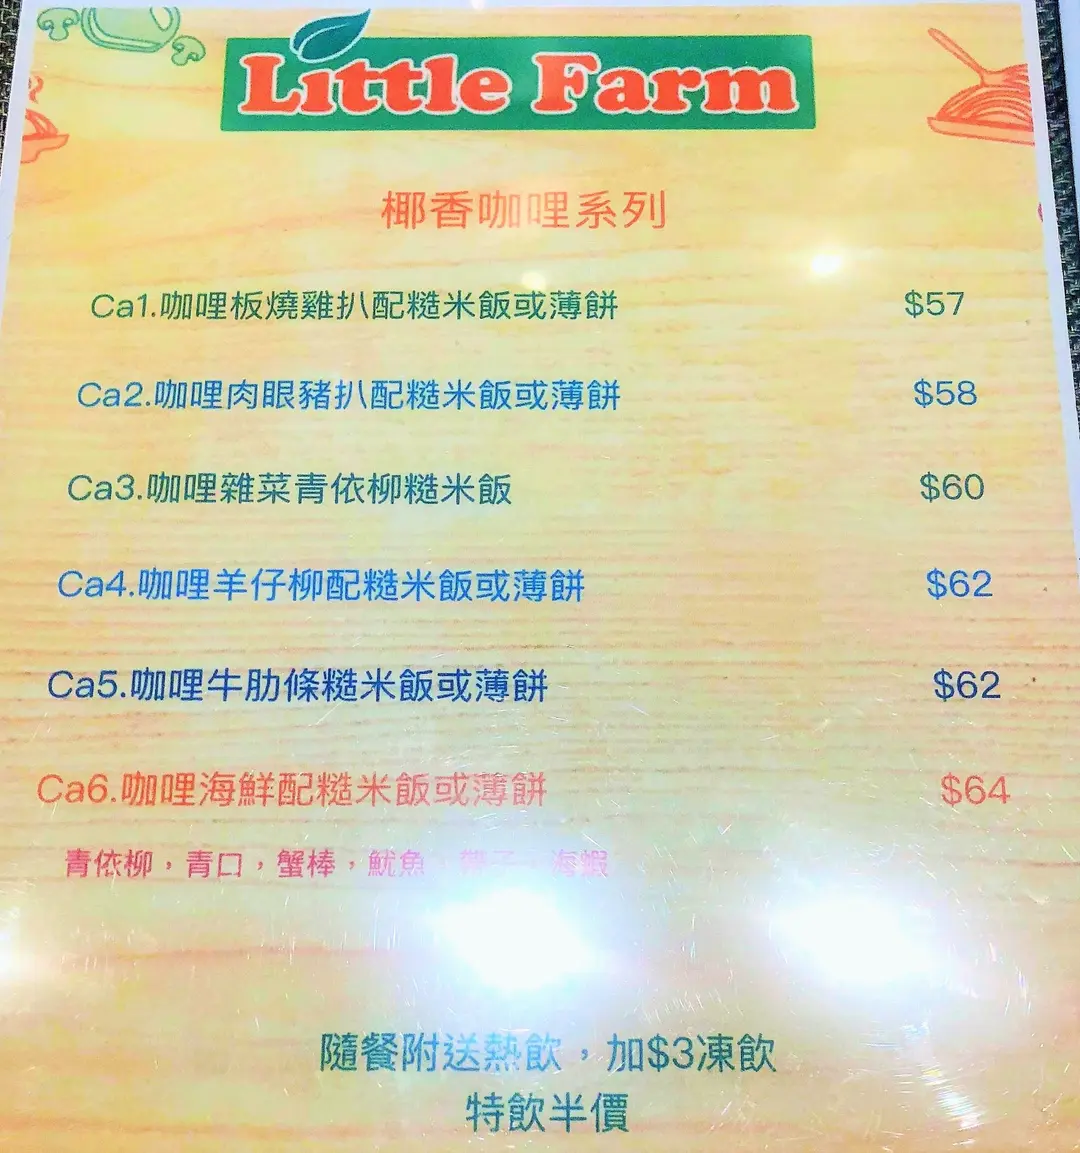 Little Farm
椰香咖哩系列
Ca1.咖哩板燒雞扒配糙米飯或薄餅 $57
Ca2.咖哩肉眼豬扒配糙米飯或薄餅 $58
Ca3.咖哩雜菜青依柳糙米飯 $60
Ca4.咖哩羊仔柳配糙米飯或薄餅 $62
Ca5.咖哩牛肋條糙米飯或薄餅 $62
Ca6.咖哩海鮮配糙米飯或薄餅 $64
青依柳，青口，蟹棒，魷魚，帶子，海蝦
隨餐附送熱飲，加$3凍飲
特飲半價